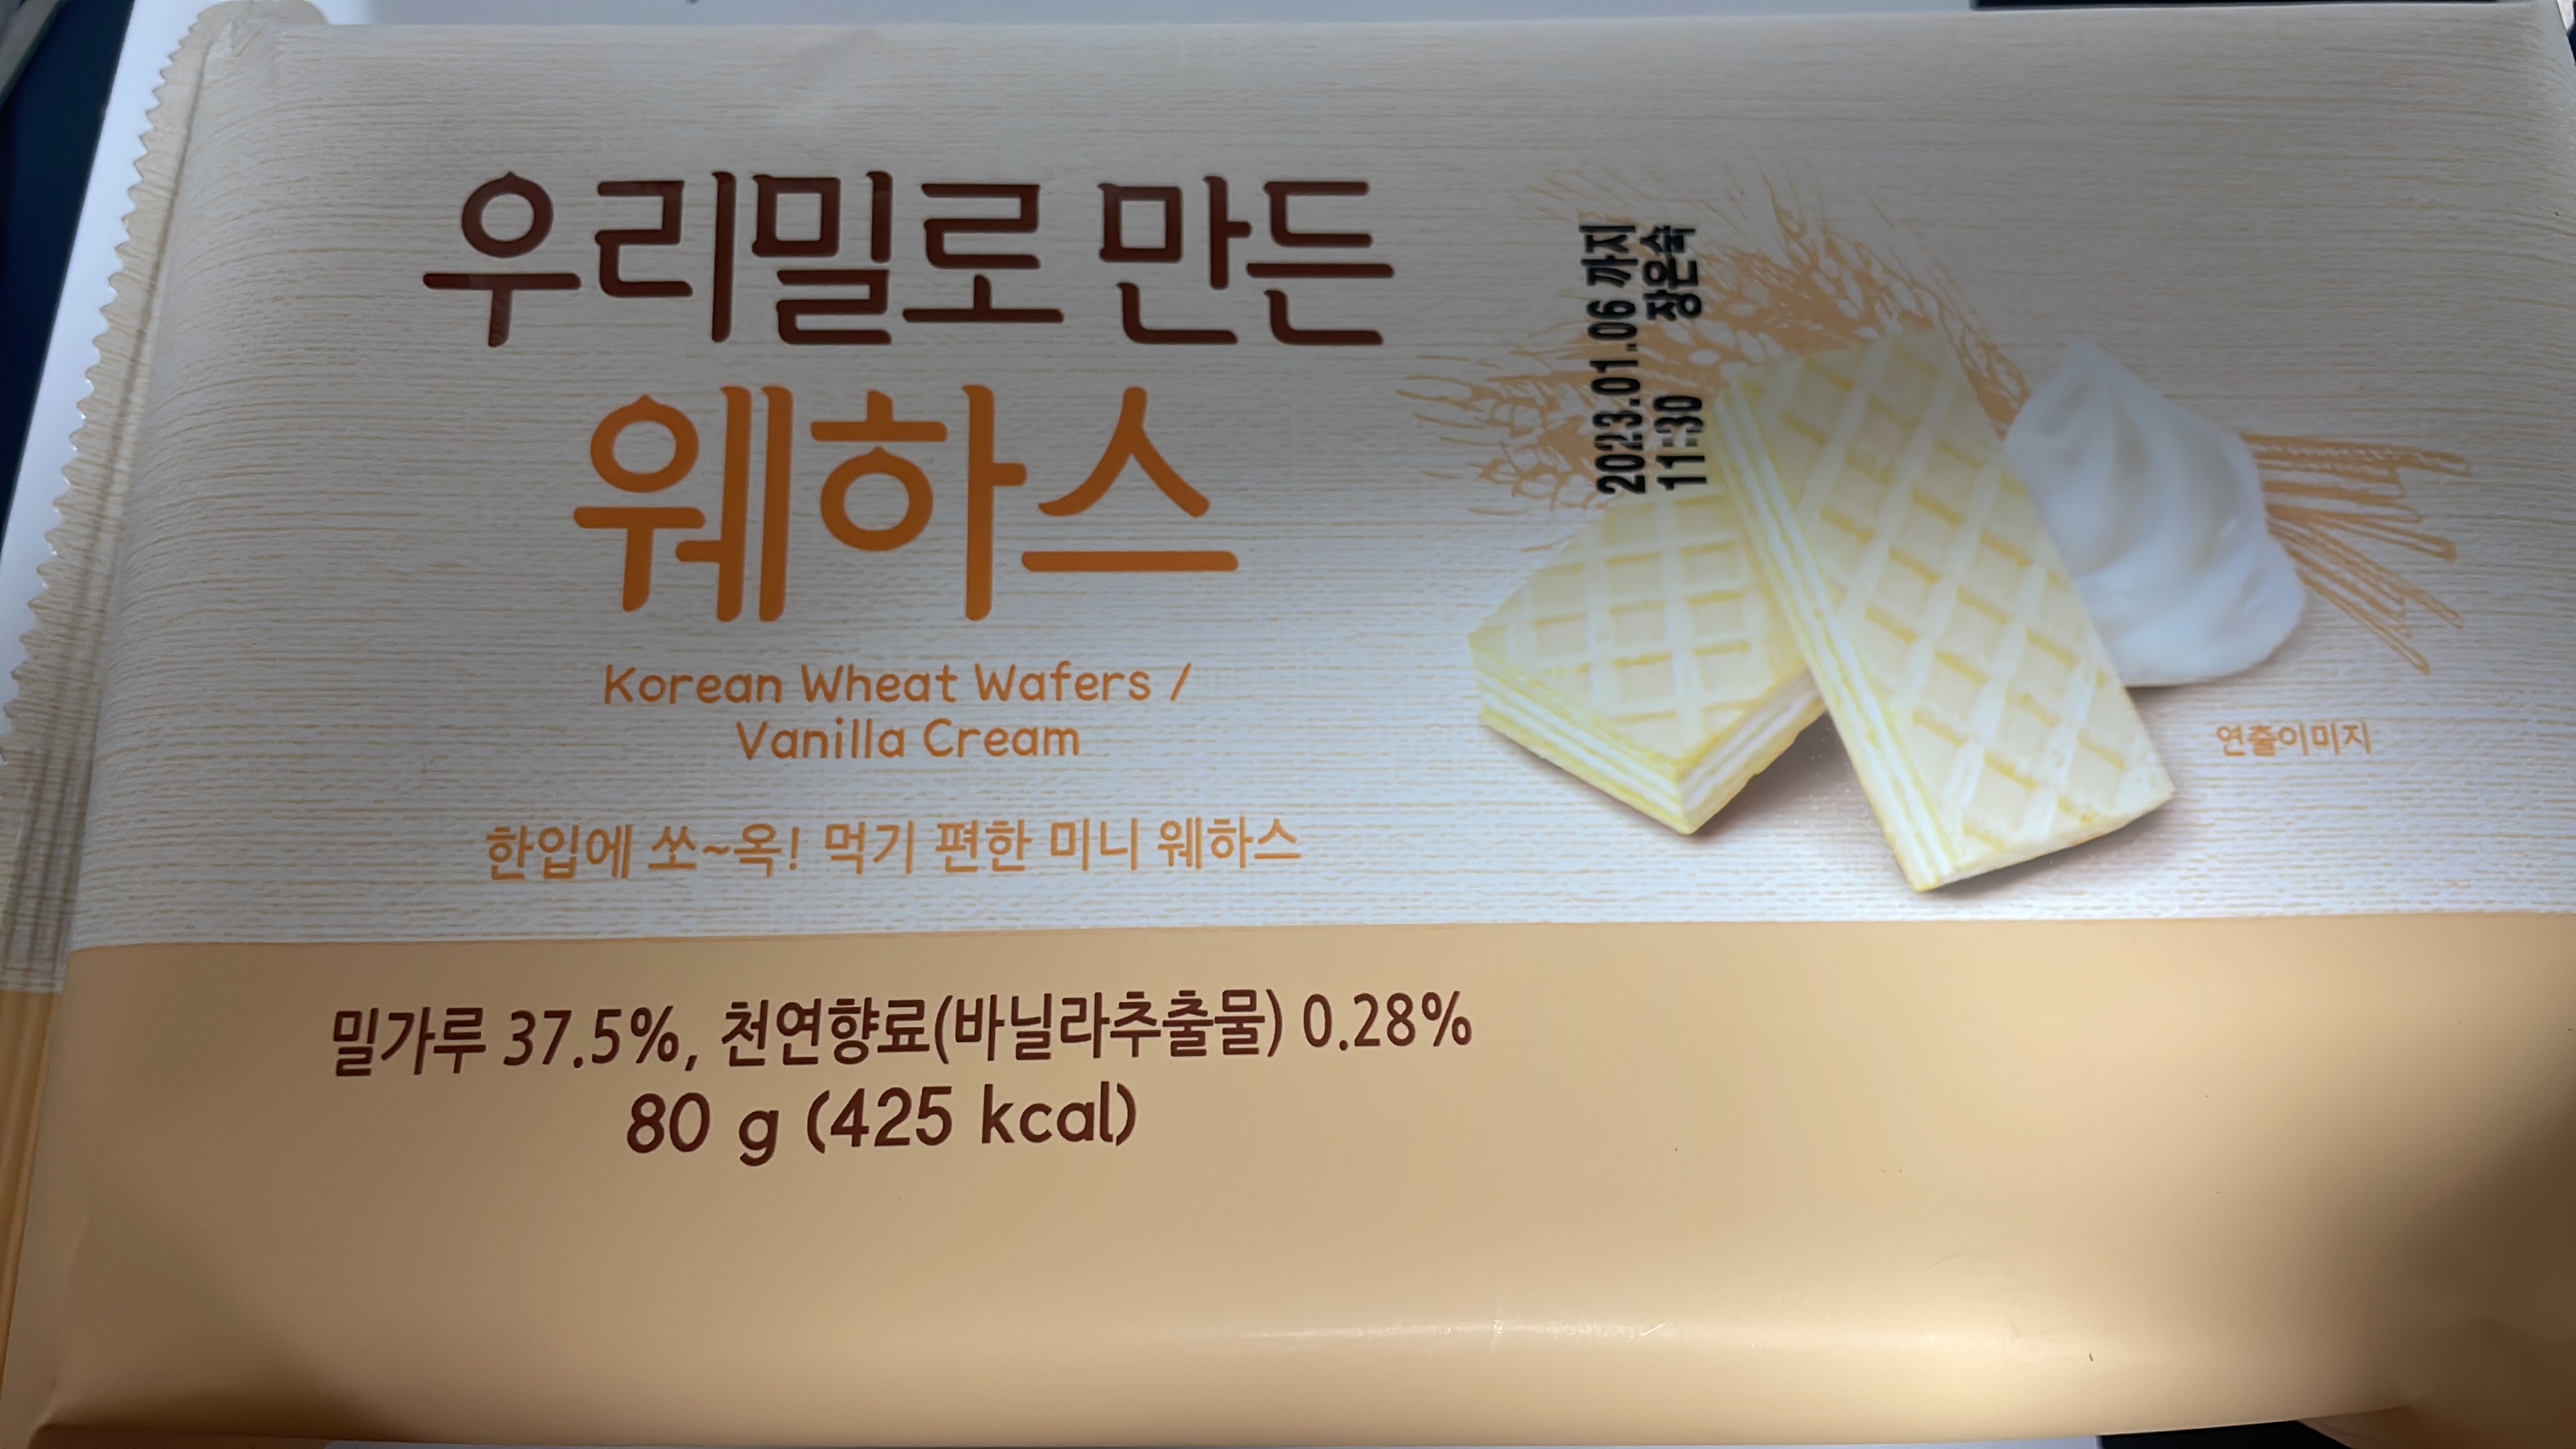 우리밀로 만든
웨하스
Korean Wheat Wafers /
Vanilla Cream
한입에 쏘~옥! 먹기 편한 미니 웨하스
2023.01.06 까지
11:30 장은숙
연출이미지
밀가루 37.5%, 천연향료(바닐라추출물) 0.28%
80 g (425 kcal)